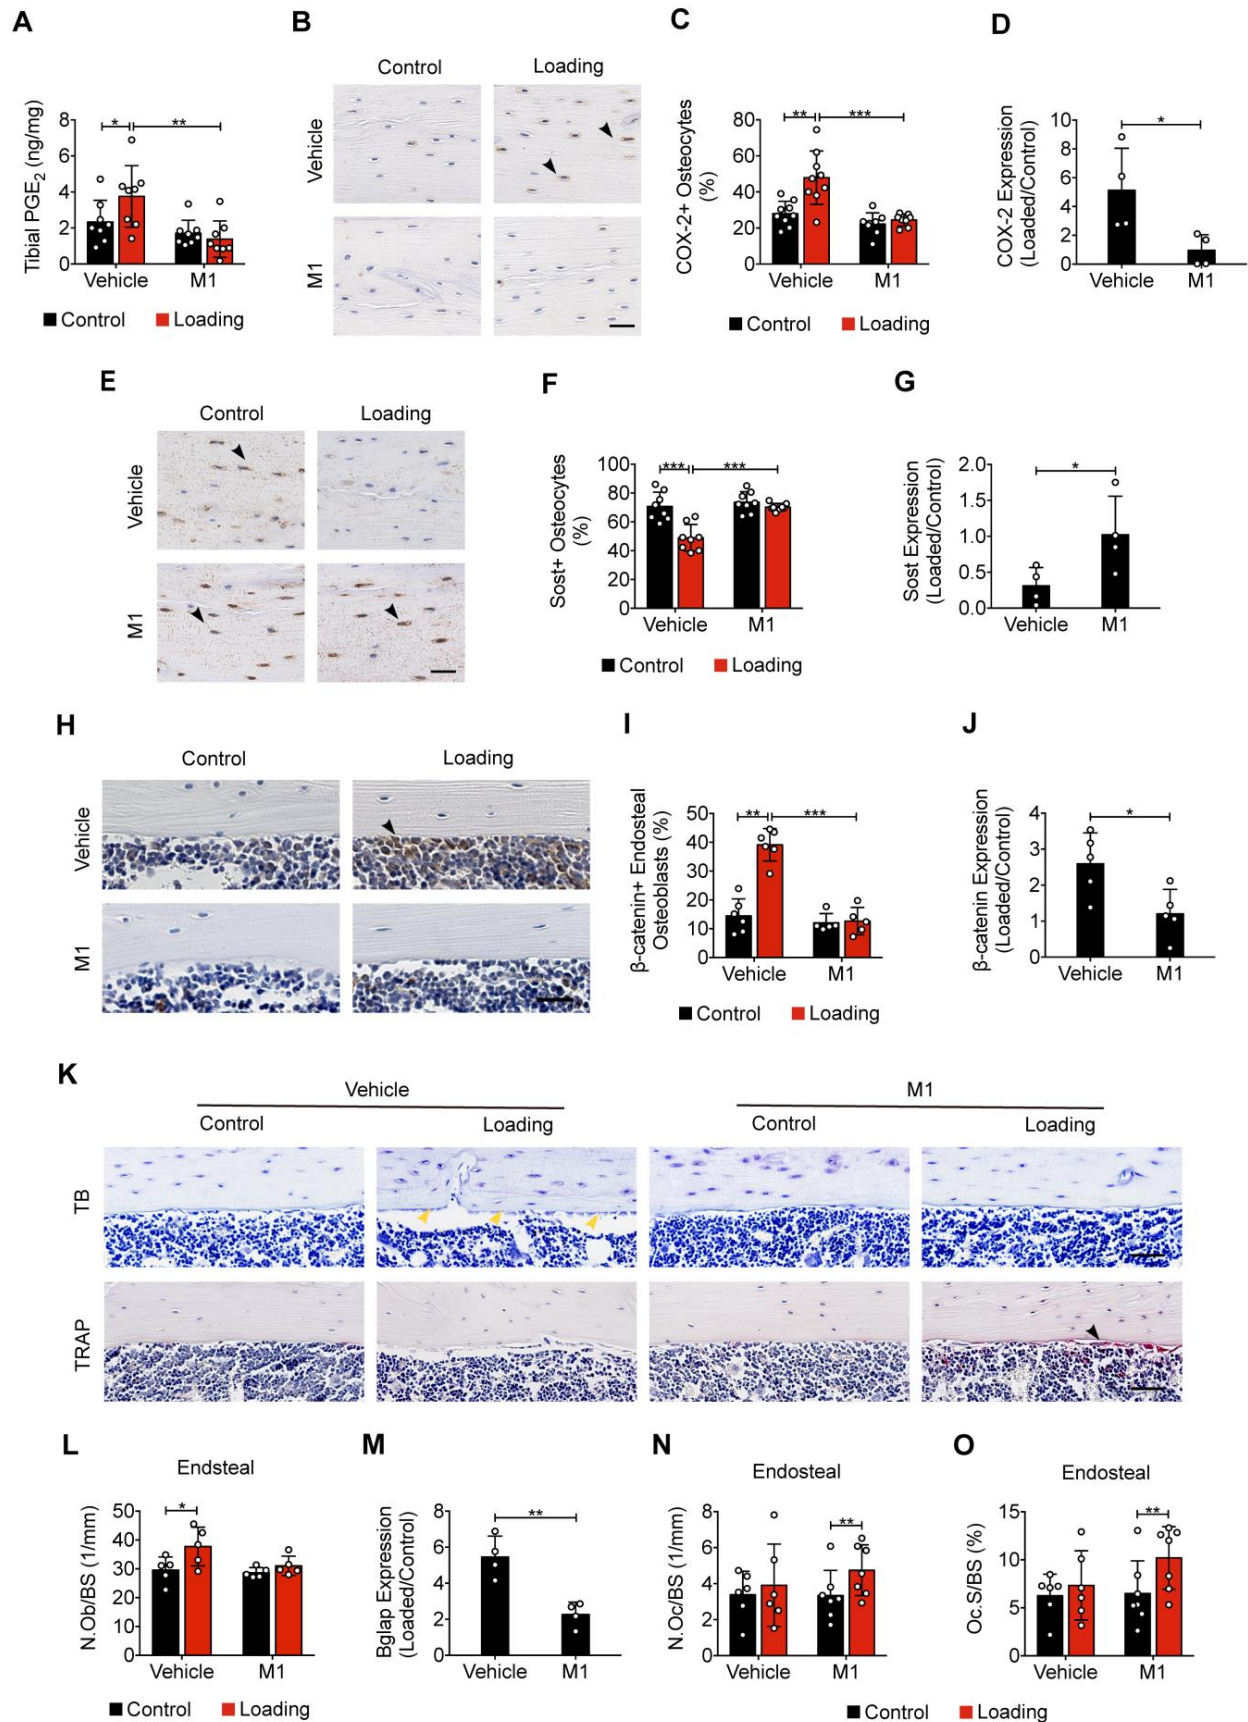 A
B
C
D
Control
Loading
Vehicle
M1
Tibial PGE₂ (ng/mg)
8
6
4
2
0
*
**
Vehicle
M1
Control
Loading
COX-2+ Osteocytes
(%)
80
60
40
20
0
**
***
Vehicle
M1
Control
Loading
COX-2 Expression
(Loaded/Control)
10
8
6
4
2
0
*
Vehicle
M1
E
F
G
Control
Loading
Vehicle
M1
Sost+ Osteocytes
(%)
100
80
60
40
20
0
***
***
Vehicle
M1
Control
Loading
Sost Expression
(Loaded/Control)
2.0
1.5
1.0
0.5
0.0
*
Vehicle
M1
H
I
J
Control
Loading
Vehicle
M1
β-catenin+ Endosteal
Osteoblasts (%)
50
40
30
20
10
0
**
***
Vehicle
M1
Control
Loading
β-catenin Expression
(Loaded/Control)
4
3
2
1
0
*
Vehicle
M1
K
Vehicle
M1
Control
Loading
Control
Loading
TB
TRAP
L
M
N
O
Endsteal
N.Ob/BS (1/mm)
50
40
30
20
10
0
*
Vehicle
M1
Control
Loading
Bglap Expression
(Loaded/Control)
8
6
4
2
0
**
Vehicle
M1
Endosteal
N.Oc/BS (1/mm)
8
6
4
2
0
**
Vehicle
M1
Endosteal
Oc.S/BS (%)
15
10
5
0
**
Vehicle
M1
Control
Loading